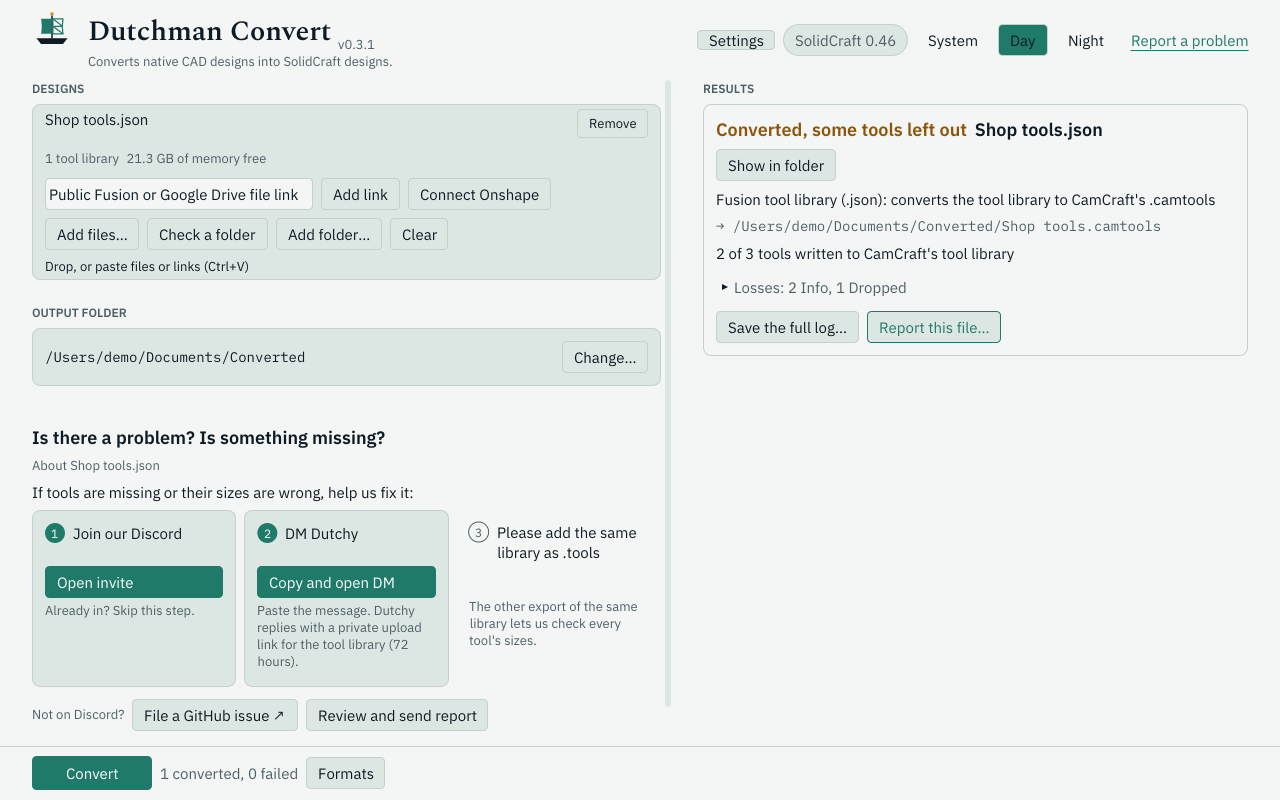 Dutchman Convert v0.3.1
Converts native CAD designs into SolidCraft designs.
Settings
SolidCraft 0.46
System
Day
Night
Report a problem
DESIGNS
Shop tools.json
Remove
1 tool library 21.3 GB of memory free
Public Fusion or Google Drive file link
Add link
Connect Onshape
Add files...
Check a folder
Add folder...
Clear
Drop, or paste files or links (Ctrl+V)
OUTPUT FOLDER
/Users/demo/Documents/Converted
Change...
Is there a problem? Is something missing?
About Shop tools.json
If tools are missing or their sizes are wrong, help us fix it:
1 Join our Discord
Open invite
Already in? Skip this step.
2 DM Dutchy
Copy and open DM
Paste the message. Dutchy
replies with a private upload
link for the tool library (72
hours).
3 Please add the same
library as .tools
The other export of the same
library lets us check every
tool's sizes.
Not on Discord?
File a GitHub issue ↗
Review and send report
Convert
1 converted, 0 failed
Formats
RESULTS
Converted, some tools left out Shop tools.json
Show in folder
Fusion tool library (.json): converts the tool library to CamCraft's .camtools
→ /Users/demo/Documents/Converted/Shop tools.camtools
2 of 3 tools written to CamCraft's tool library
▸ Losses: 2 Info, 1 Dropped
Save the full log...
Report this file...